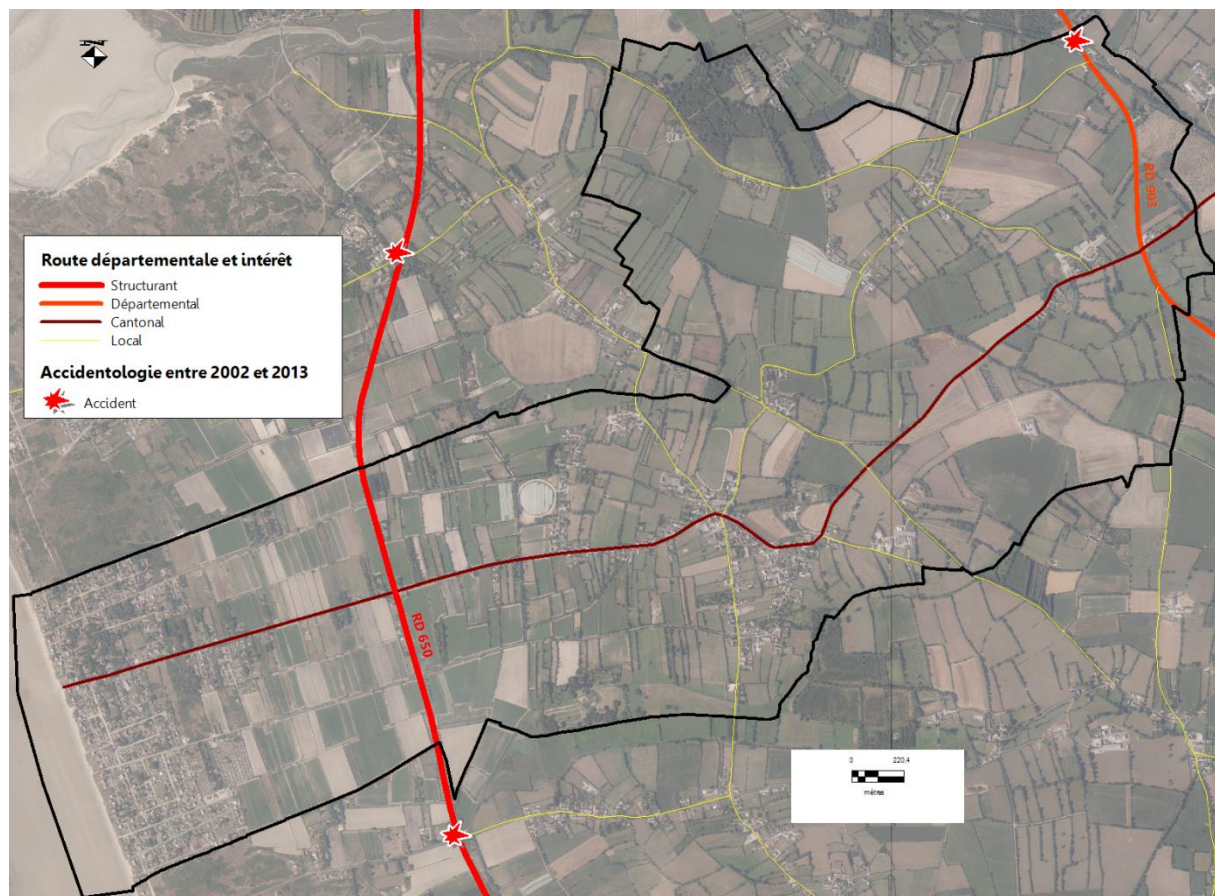 RD 903
Route départementale et intérêt
Structurant
Départemental
Cantonal
Local
Accidentologie entre 2002 et 2013
Accident
RD 650
0 220,4
mètres